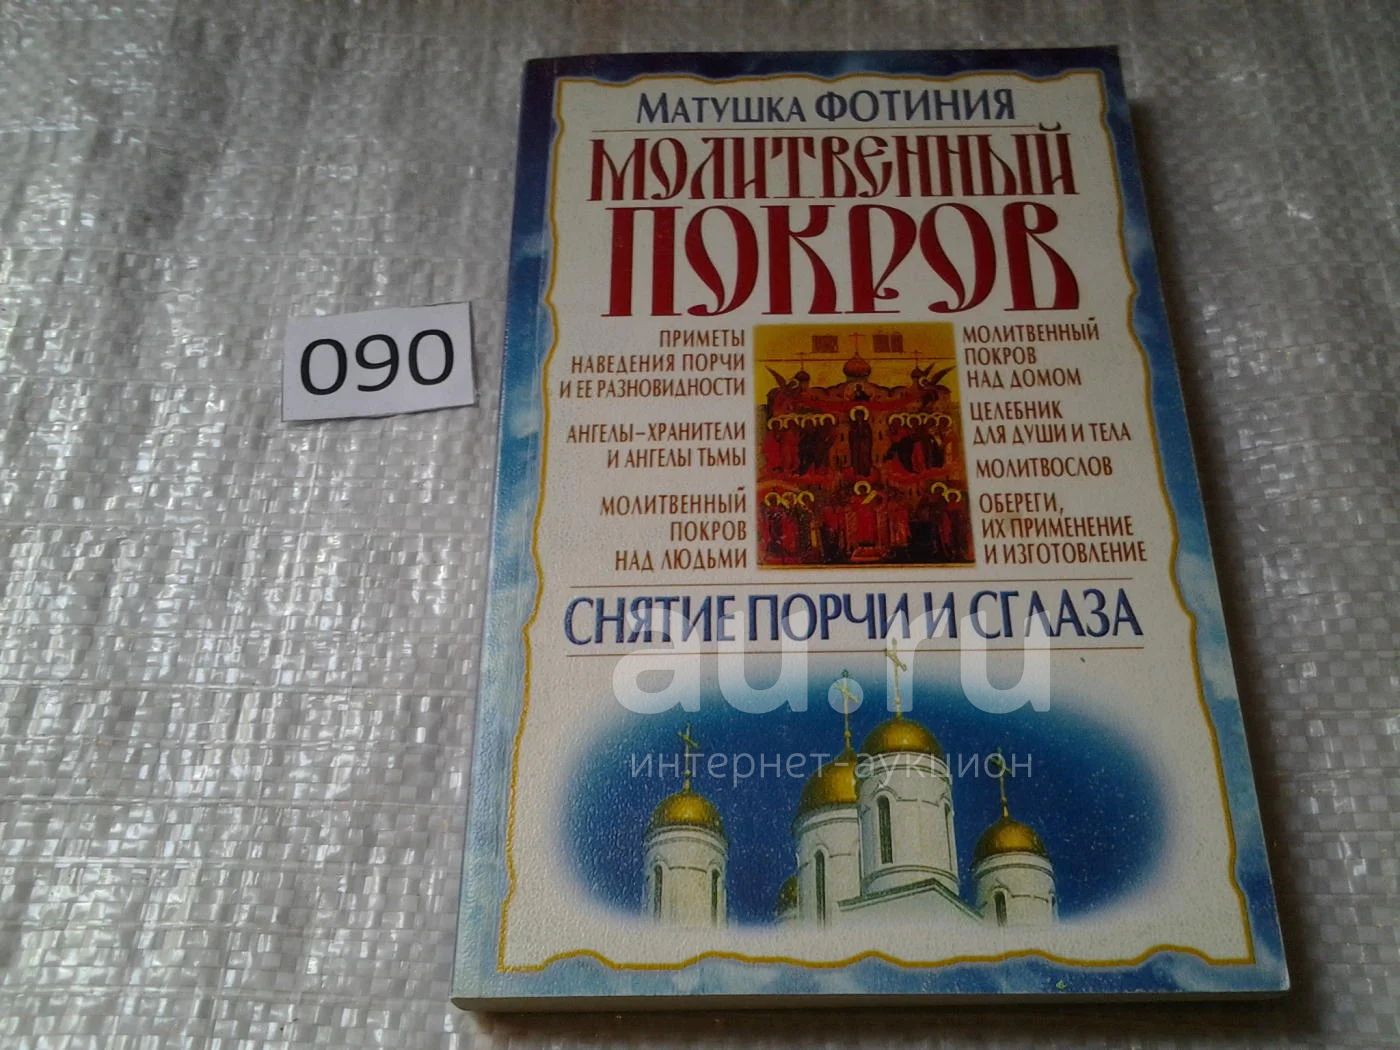 МАТУШКА ФОТИНИЯ
МОЛИТВЕННЫЙ
ПОКРОВ
ПРИМЕТЫ
НАВЕДЕНИЯ ПОРЧИ
И ЕЕ РАЗНОВИДНОСТИ
АНГЕЛЫ-ХРАНИТЕЛИ
И АНГЕЛЫ ТЬМЫ
МОЛИТВЕННЫЙ
ПОКРОВ
НАД ЛЮДЬМИ
МОЛИТВЕННЫЙ
ПОКРОВ
НАД ДОМОМ
ЦЕЛЕБНИК
ДЛЯ ДУШИ И ТЕЛА
МОЛИТВОСЛОВ
ОБЕРЕГИ,
ИХ ПРИМЕНЕНИЕ
И ИЗГОТОВЛЕНИЕ
СНЯТИЕ ПОРЧИ И СГЛАЗА
090
au.ru
интернет-аукцион